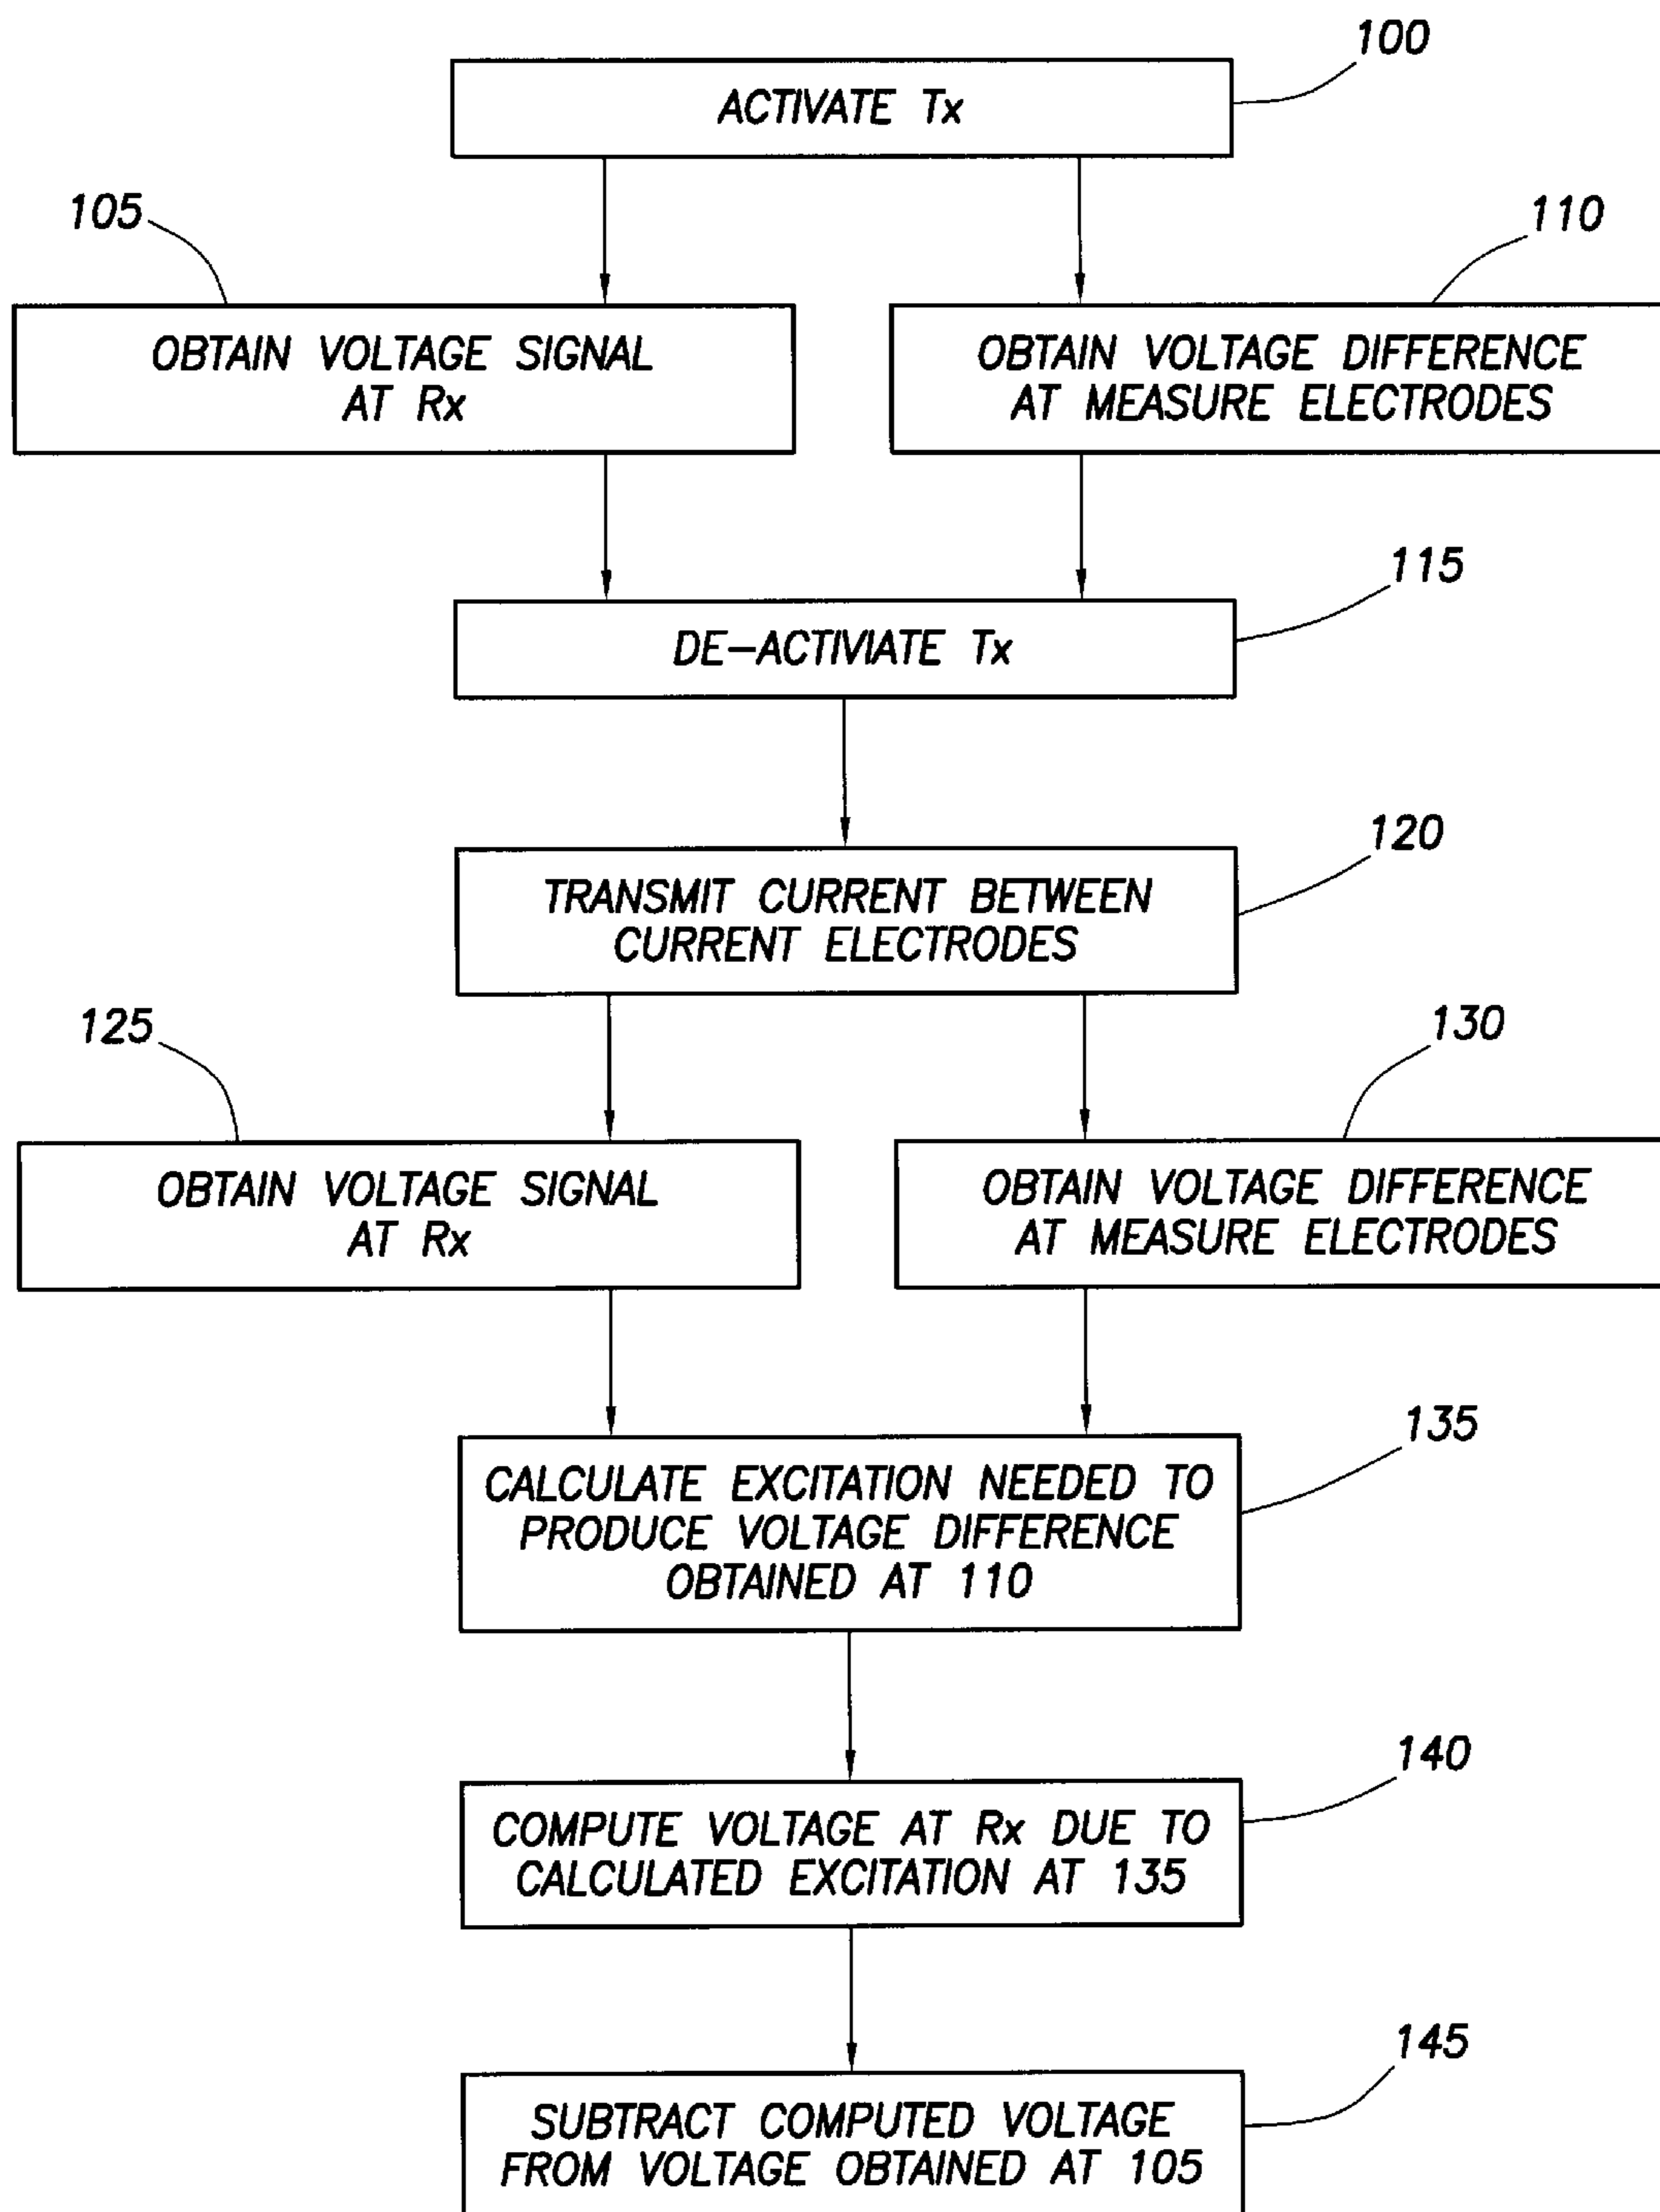 100
ACTIVATE Tx
105
110
OBTAIN VOLTAGE SIGNAL
AT Rx
OBTAIN VOLTAGE DIFFERENCE
AT MEASURE ELECTRODES
115
DE-ACTIVIATE Tx
120
TRANSMIT CURRENT BETWEEN
CURRENT ELECTRODES
125
130
OBTAIN VOLTAGE SIGNAL
AT Rx
OBTAIN VOLTAGE DIFFERENCE
AT MEASURE ELECTRODES
135
CALCULATE EXCITATION NEEDED TO
PRODUCE VOLTAGE DIFFERENCE
OBTAINED AT 110
140
COMPUTE VOLTAGE AT Rx DUE TO
CALCULATED EXCITATION AT 135
145
SUBTRACT COMPUTED VOLTAGE
FROM VOLTAGE OBTAINED AT 105